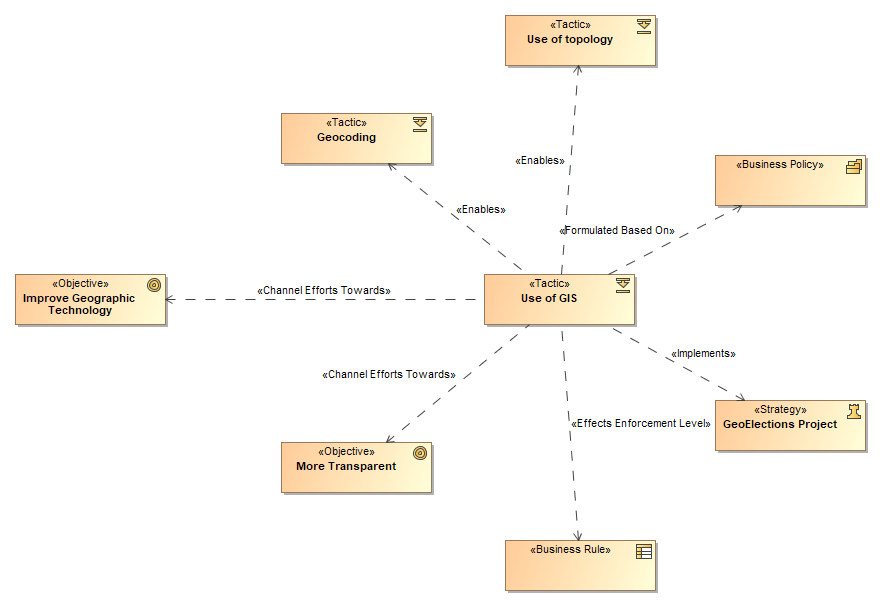 «Tactic»
Use of topology
«Tactic»
Geocoding
«Enables»
«Business Policy»
«Enables»
«Formulated Based On»
«Objective»
Improve Geographic
Technology
«Channel Efforts Towards»
«Tactic»
Use of GIS
«Implements»
«Channel Efforts Towards»
«Strategy»
GeoElections Project
«Effects Enforcement Level»
«Objective»
More Transparent
«Business Rule»